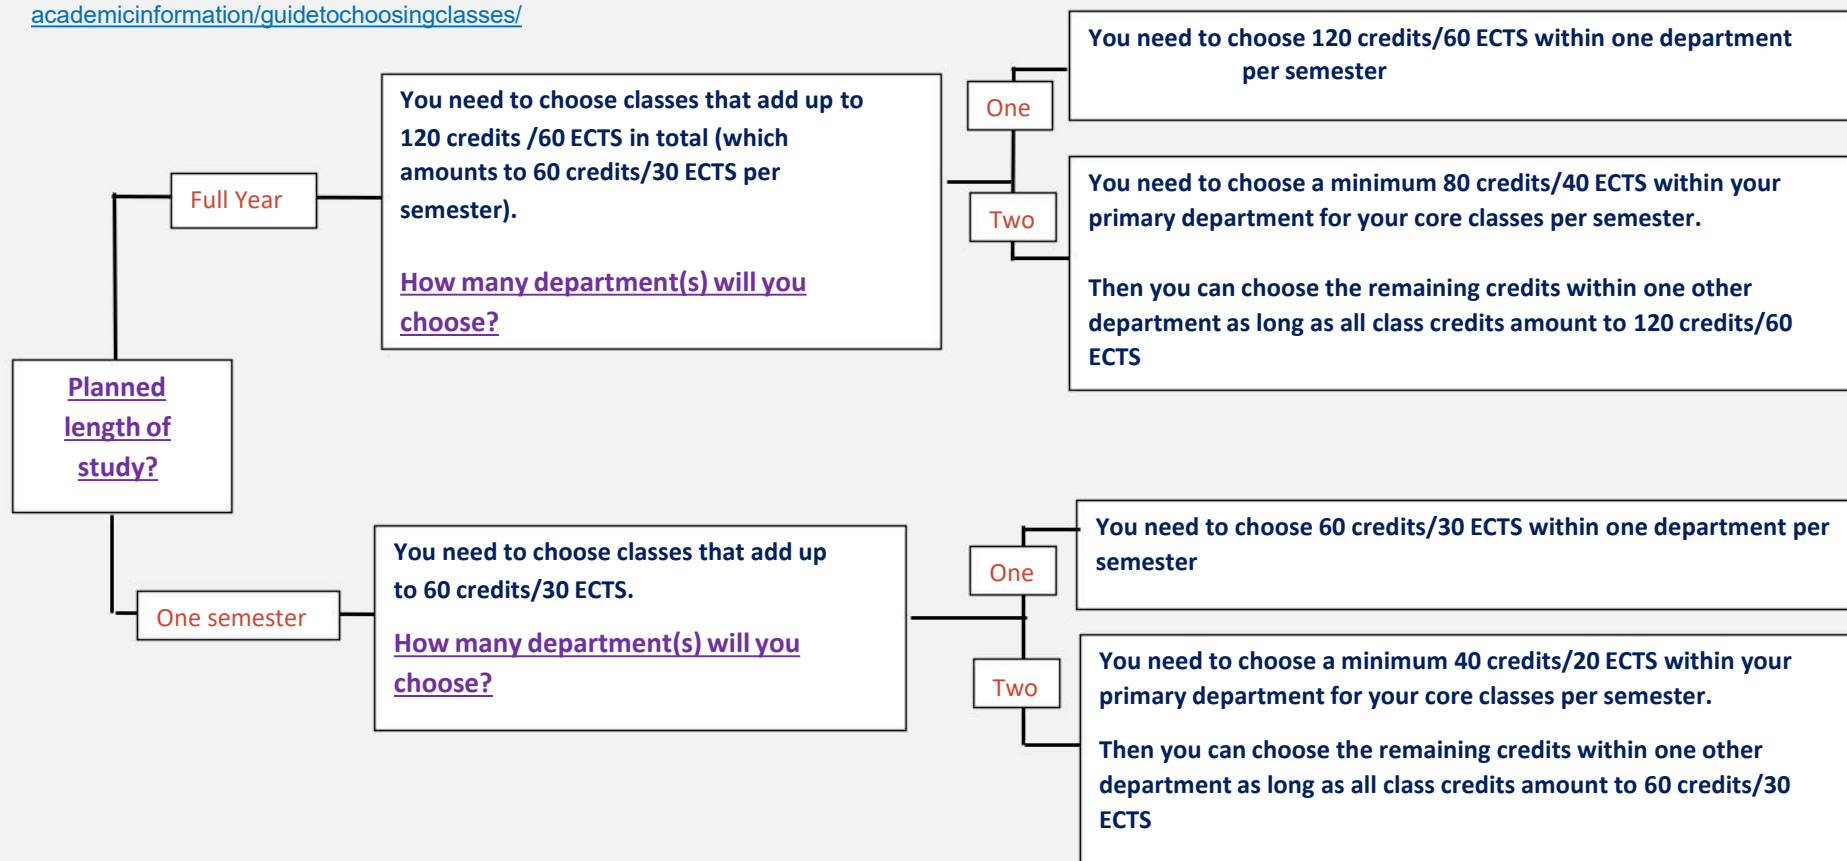 academicinformation/guidetochoosingclasses/
Planned
length of
study?
Full Year
You need to choose classes that add up to
120 credits /60 ECTS in total (which
amounts to 60 credits/30 ECTS per
semester).
How many department(s) will you
choose?
One
You need to choose 120 credits/60 ECTS within one department
per semester
Two
You need to choose a minimum 80 credits/40 ECTS within your
primary department for your core classes per semester.
Then you can choose the remaining credits within one other
department as long as all class credits amount to 120 credits/60
ECTS
One semester
You need to choose classes that add up
to 60 credits/30 ECTS.
How many department(s) will you
choose?
One
You need to choose 60 credits/30 ECTS within one department per
semester
Two
You need to choose a minimum 40 credits/20 ECTS within your
primary department for your core classes per semester.
Then you can choose the remaining credits within one other
department as long as all class credits amount to 60 credits/30
ECTS